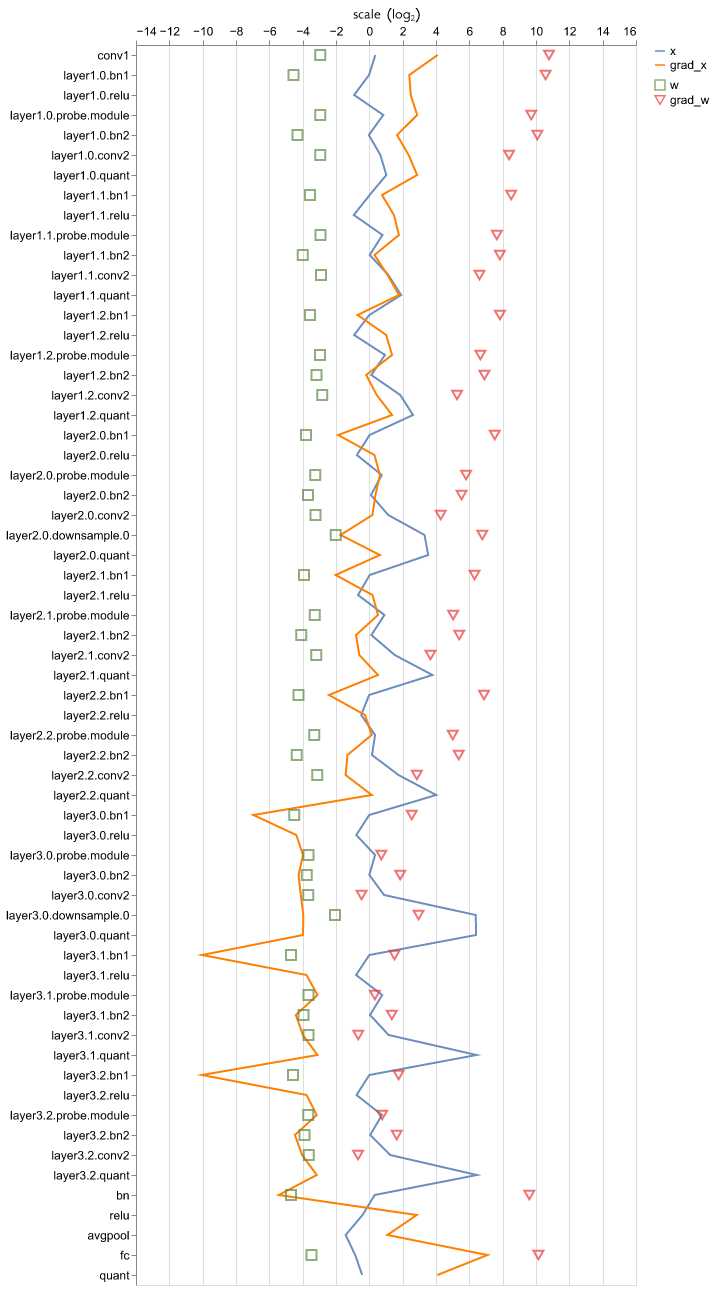 scale (log₂)
−14 −12 −10 −8 −6 −4 −2 0 2 4 6 8 10 12 14 16
x
grad_x
w
grad_w
conv1
layer1.0.bn1
layer1.0.relu
layer1.0.probe.module
layer1.0.bn2
layer1.0.conv2
layer1.0.quant
layer1.1.bn1
layer1.1.relu
layer1.1.probe.module
layer1.1.bn2
layer1.1.conv2
layer1.1.quant
layer1.2.bn1
layer1.2.relu
layer1.2.probe.module
layer1.2.bn2
layer1.2.conv2
layer1.2.quant
layer2.0.bn1
layer2.0.relu
layer2.0.probe.module
layer2.0.bn2
layer2.0.conv2
layer2.0.downsample.0
layer2.0.quant
layer2.1.bn1
layer2.1.relu
layer2.1.probe.module
layer2.1.bn2
layer2.1.conv2
layer2.1.quant
layer2.2.bn1
layer2.2.relu
layer2.2.probe.module
layer2.2.bn2
layer2.2.conv2
layer2.2.quant
layer3.0.bn1
layer3.0.relu
layer3.0.probe.module
layer3.0.bn2
layer3.0.conv2
layer3.0.downsample.0
layer3.0.quant
layer3.1.bn1
layer3.1.relu
layer3.1.probe.module
layer3.1.bn2
layer3.1.conv2
layer3.1.quant
layer3.2.bn1
layer3.2.relu
layer3.2.probe.module
layer3.2.bn2
layer3.2.conv2
layer3.2.quant
bn
relu
avgpool
fc
quant